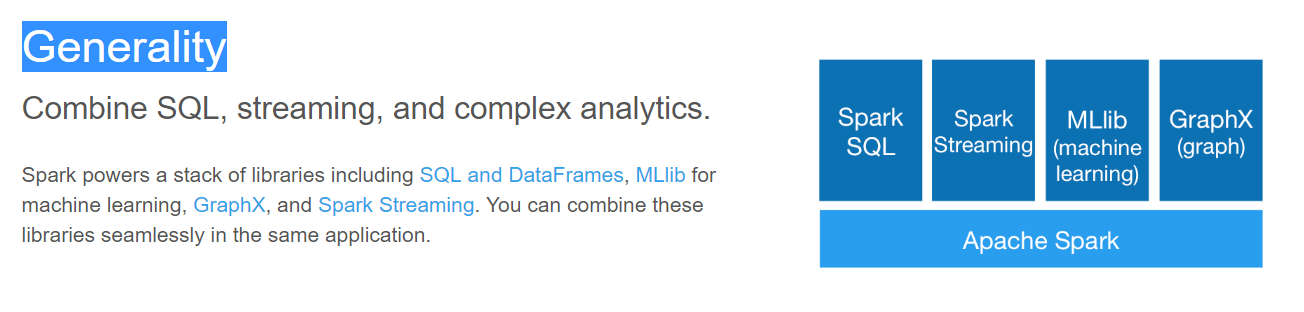 Generality
Combine SQL, streaming, and complex analytics.
Spark powers a stack of libraries including SQL and DataFrames, MLlib for
machine learning, GraphX, and Spark Streaming. You can combine these
libraries seamlessly in the same application.
Spark
SQL
Spark
Streaming
MLlib
(machine
learning)
GraphX
(graph)
Apache Spark